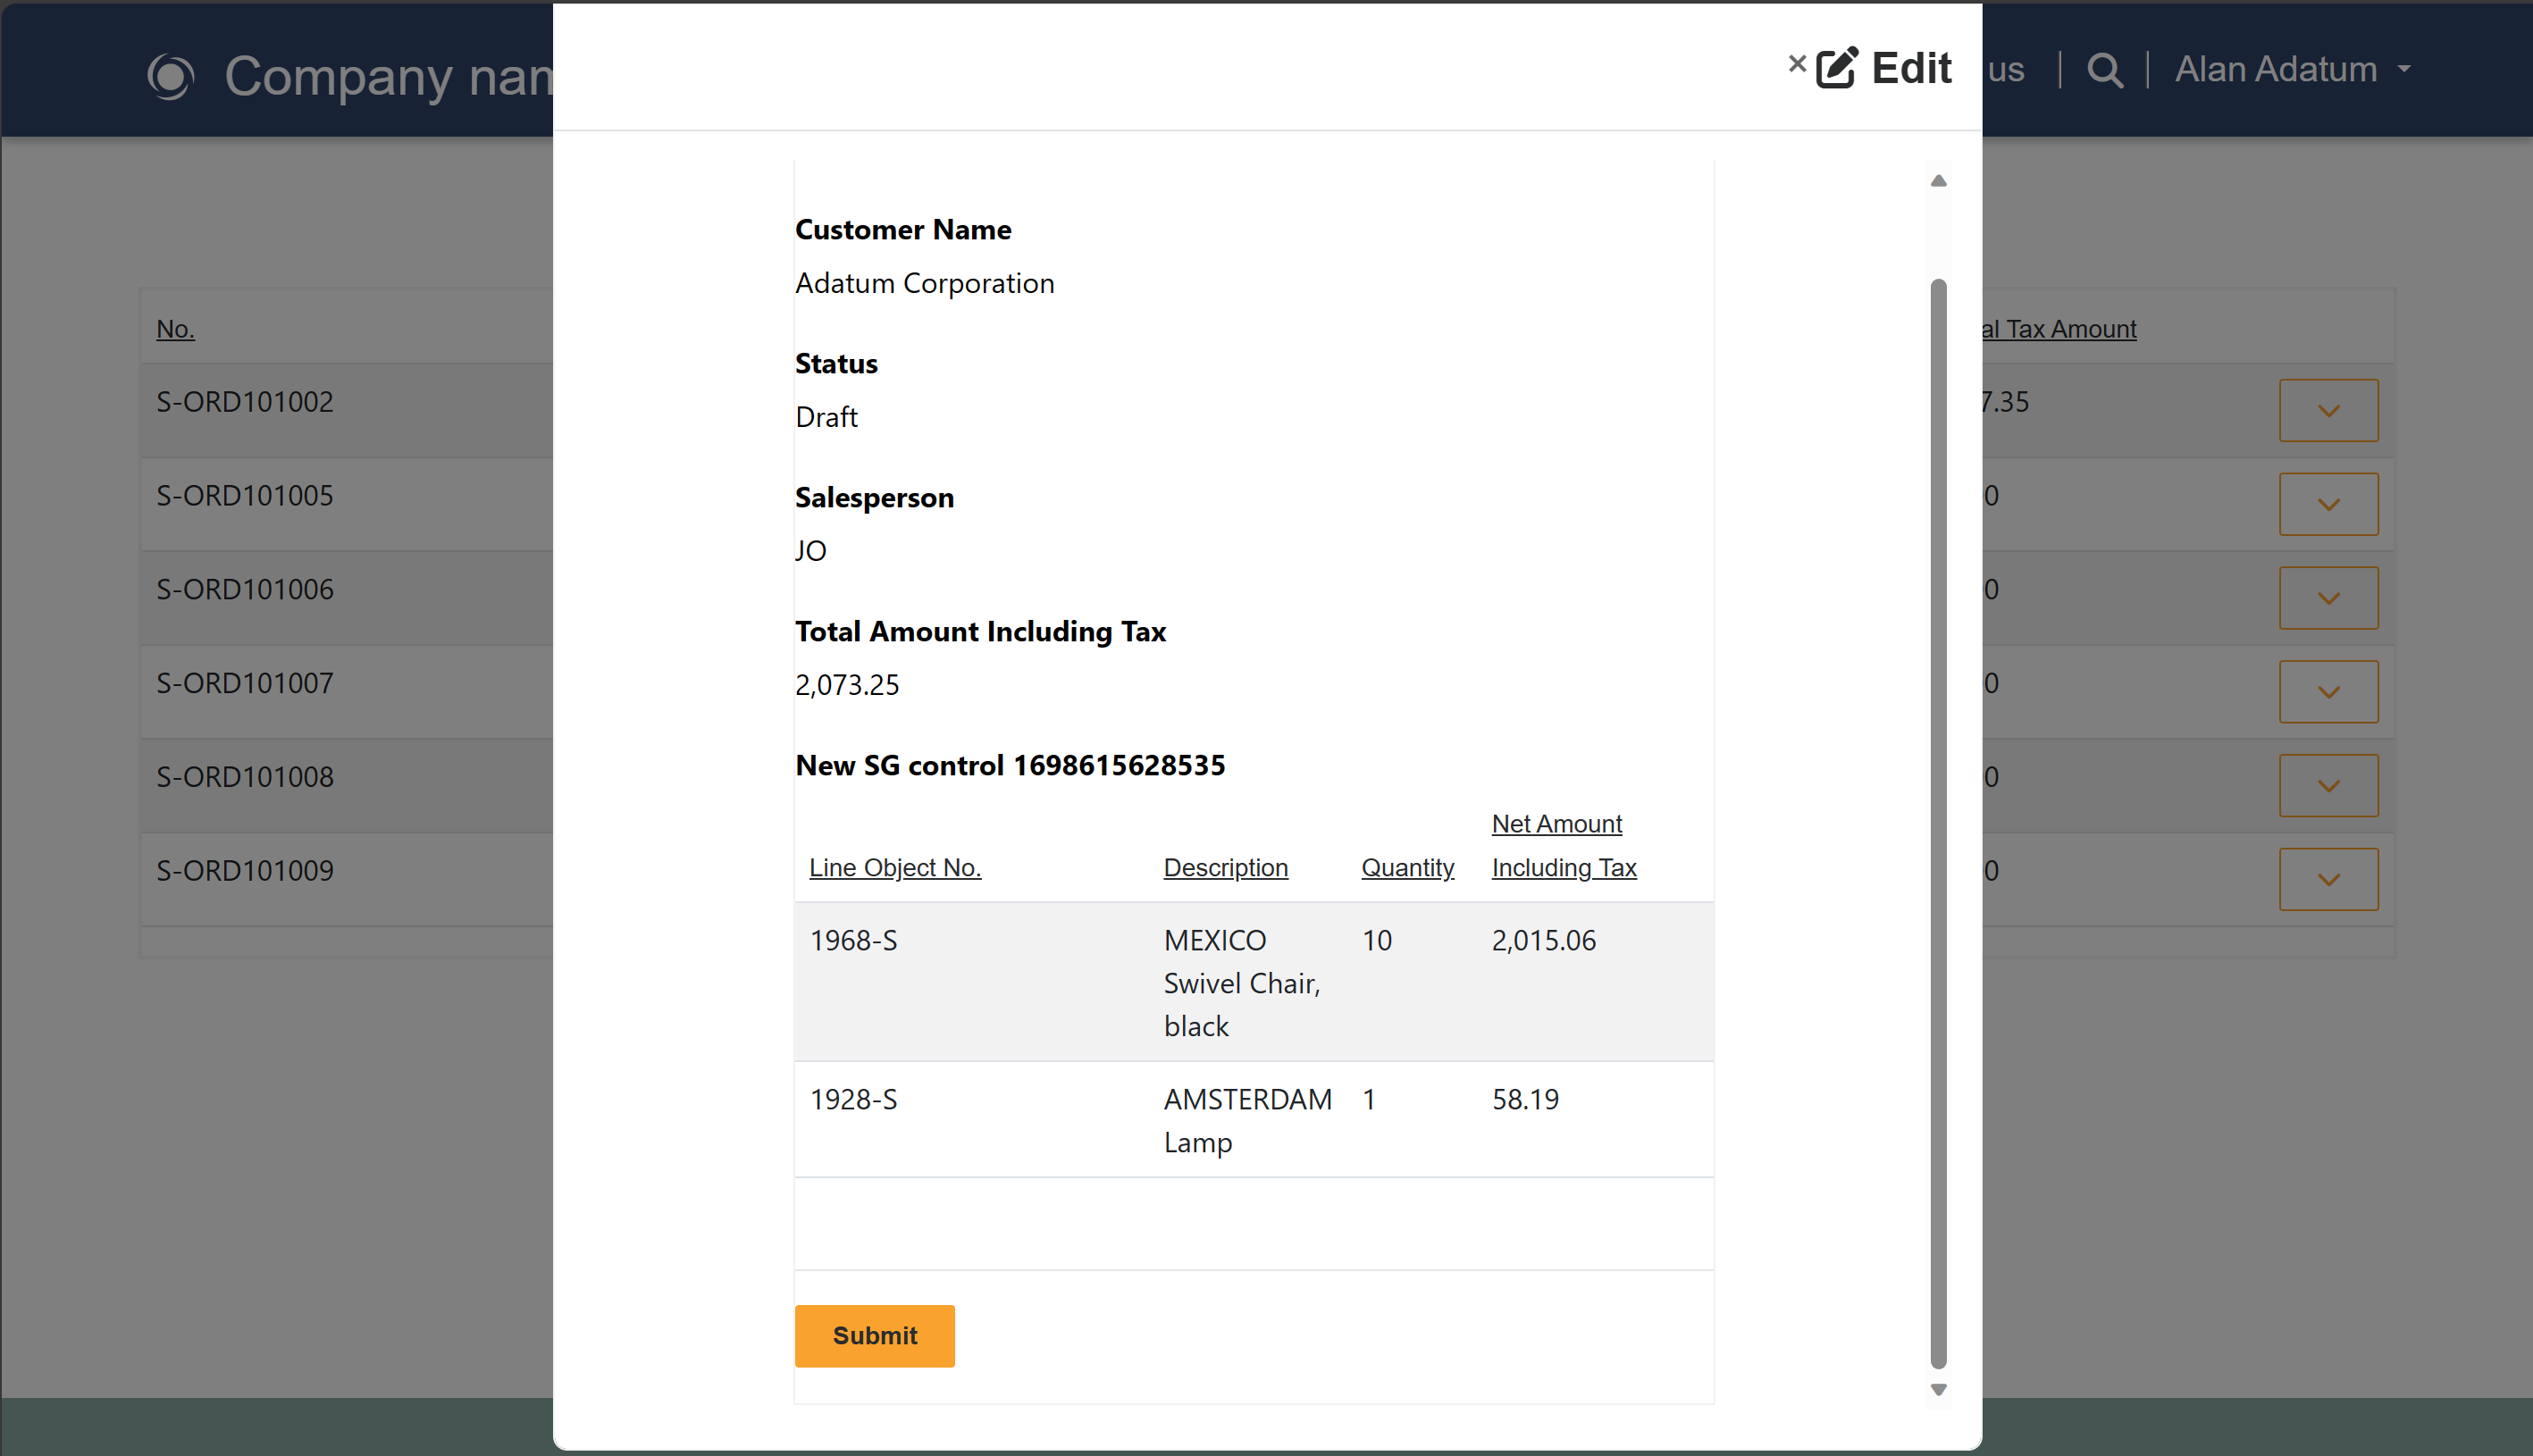 Company nam
× Edit
us
Alan Adatum
No.
al Tax Amount
S-ORD101002
7.35
S-ORD101005
0
S-ORD101006
0
S-ORD101007
0
S-ORD101008
0
S-ORD101009
0
Customer Name
Adatum Corporation
Status
Draft
Salesperson
JO
Total Amount Including Tax
2,073.25
New SG control 1698615628535
Net Amount
Line Object No. Description Quantity Including Tax
1968-S MEXICO 10 2,015.06
Swivel Chair,
black
1928-S AMSTERDAM 1 58.19
Lamp
Submit